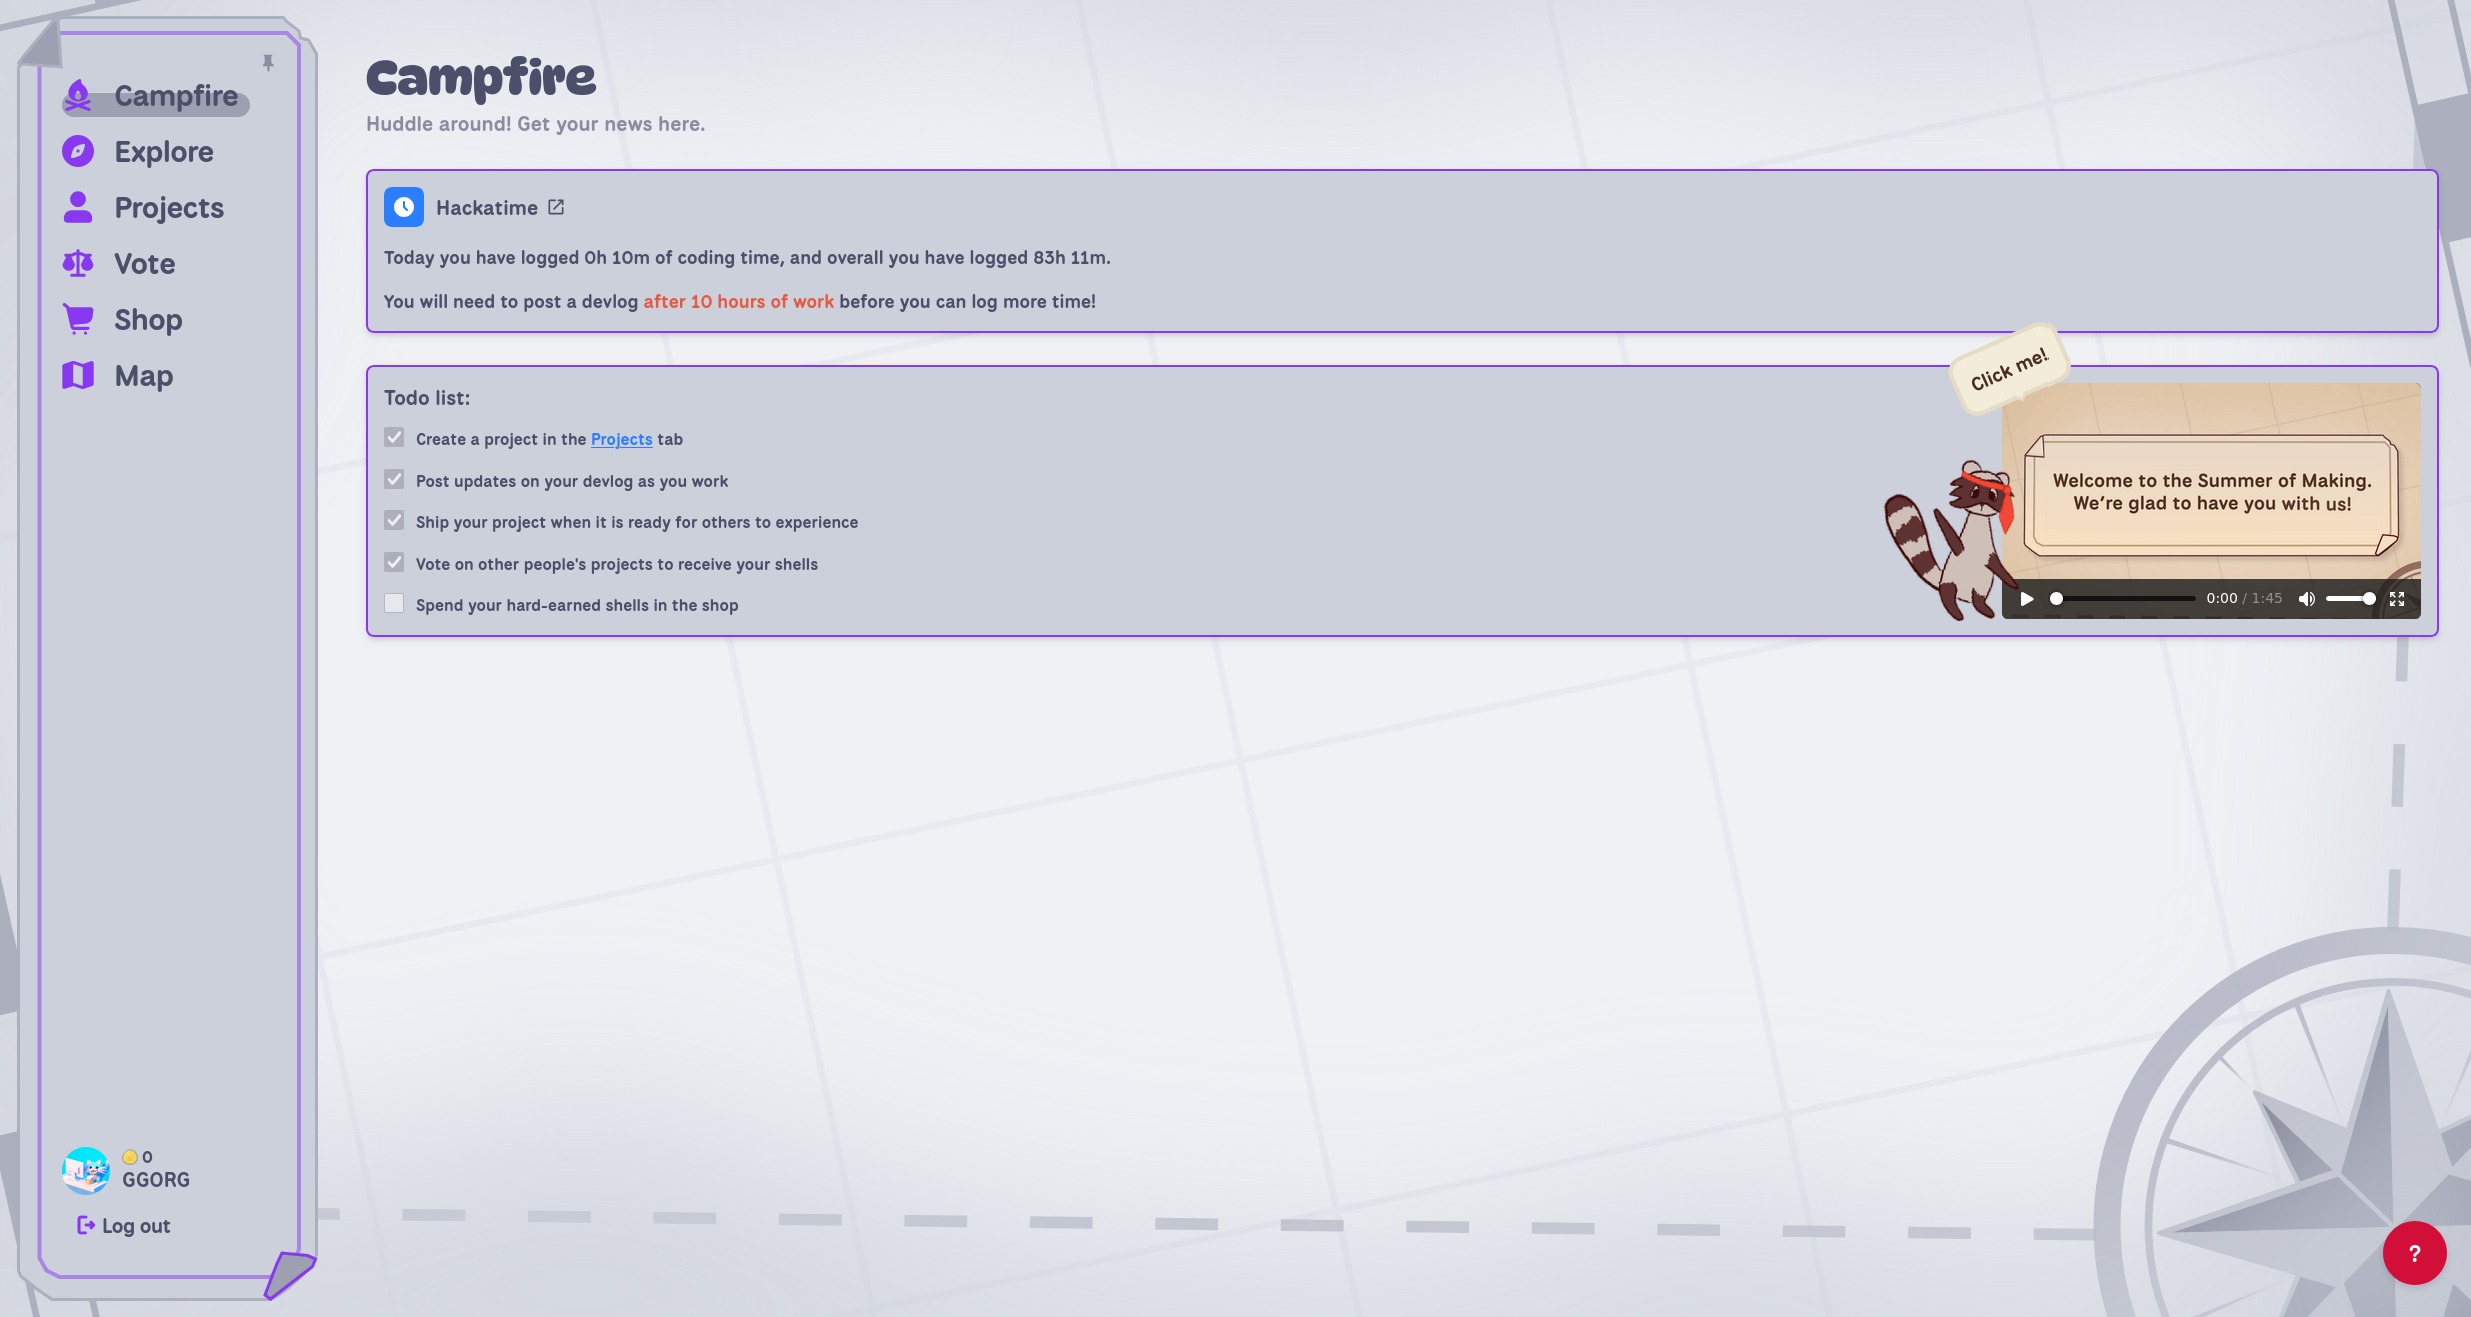 Campfire
Explore
Projects
Vote
Shop
Map
0
GGORG
Log out
Campfire
Huddle around! Get your news here.
Hackatime
Today you have logged 0h 10m of coding time, and overall you have logged 83h 11m.
You will need to post a devlog after 10 hours of work before you can log more time!
Todo list:
Create a project in the Projects tab
Post updates on your devlog as you work
Ship your project when it is ready for others to experience
Vote on other people's projects to receive your shells
Spend your hard-earned shells in the shop
Click me!
Welcome to the Summer of Making.
We're glad to have you with us!
0:00 / 1:45
?